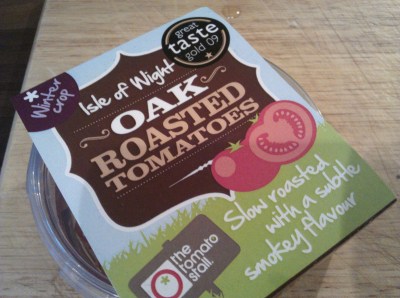 great
taste
gold 09
*
Winter
crop
Isle of Wight
OAK
ROASTED
TOMATOES
Slow roasted
with a subtle
smokey flavour
the
tomato
stall.